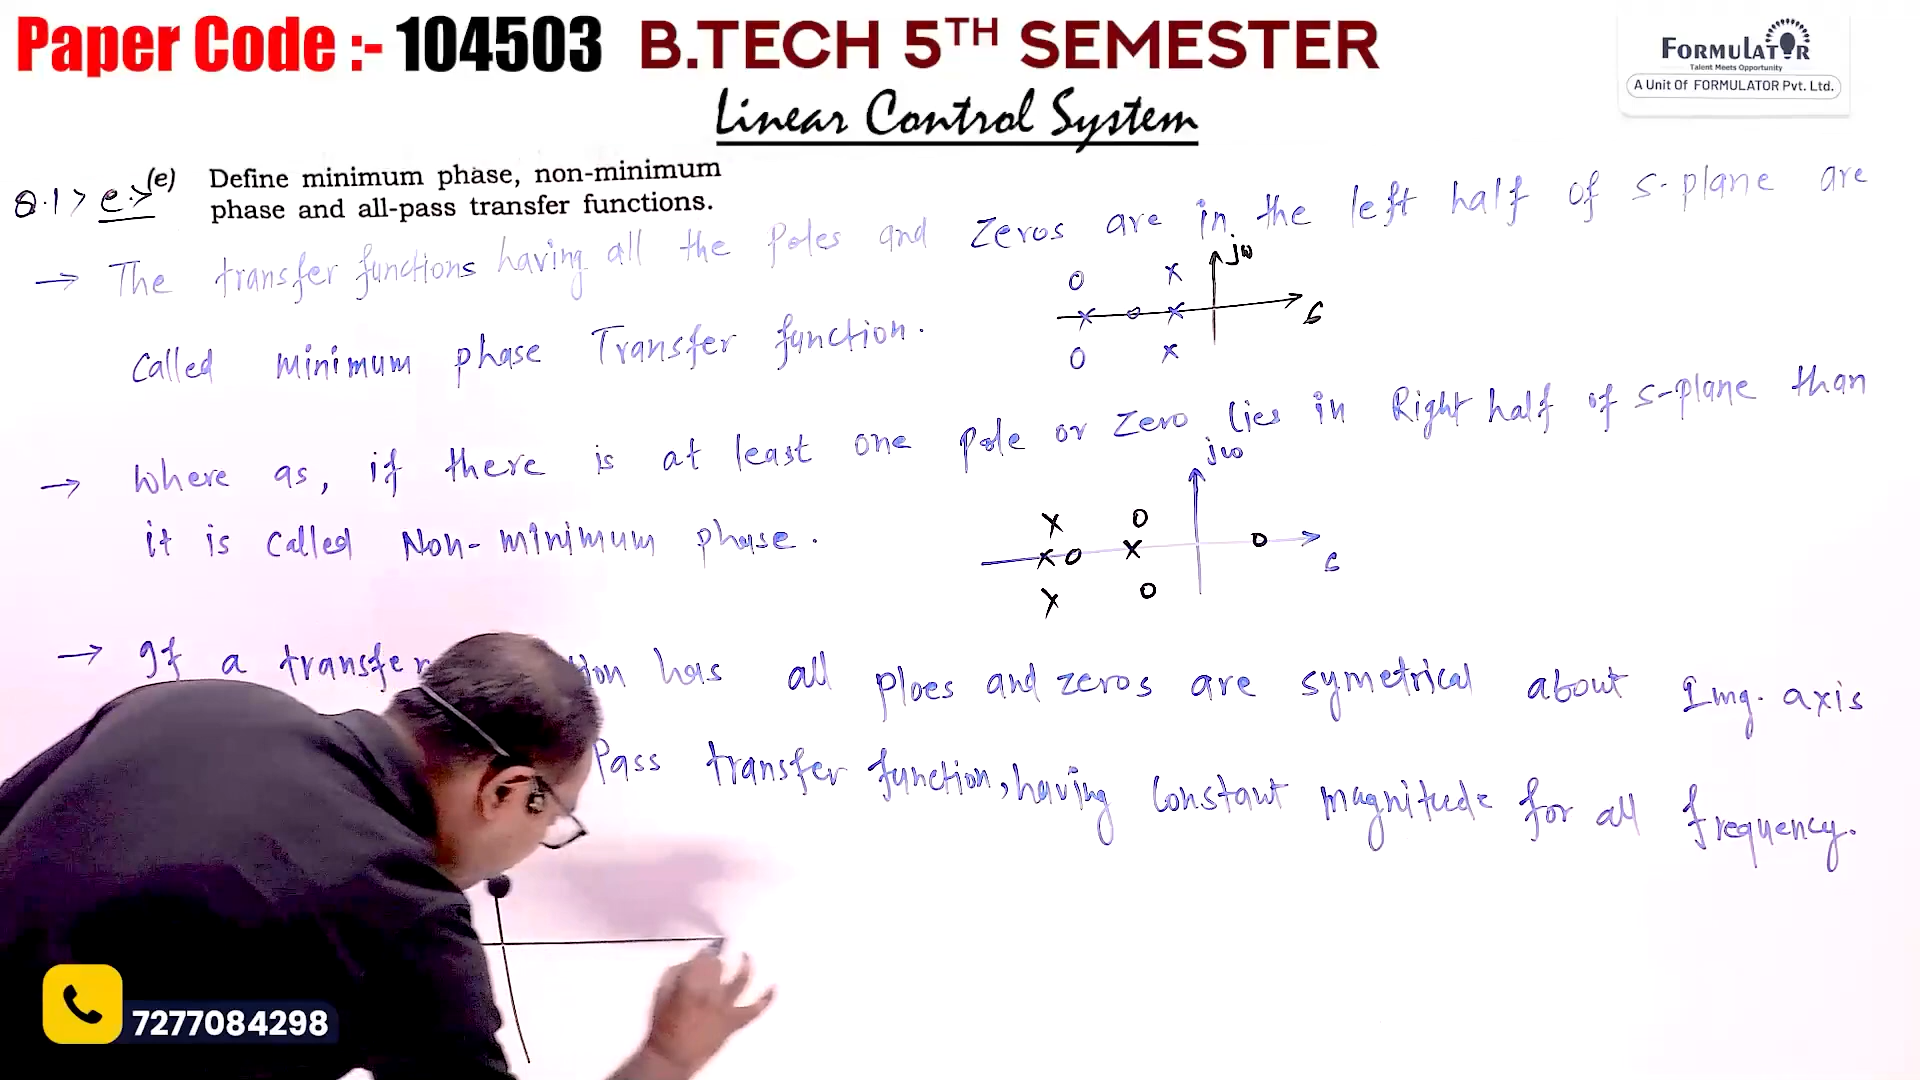 Paper Code :- 104503 B.TECH 5TH SEMESTER
FORMULATOR
Talent Meets Opportunity
A Unit Of FORMULATOR Pvt. Ltd.
Linear Control System
Q.1> e> (e) Define minimum phase, non-minimum
phase and all-pass transfer functions.
→ The transfer functions having all the Poles and Zeros are in the left half of s-plane are
jω
Called minimum phase Transfer function.
→ Where as, if there is at least one pole or zero lies in Right half of s-plane than
jω
it is Called Non-minimum phase.
→ If a transfer has all ploes and zeros are symetrical about Img. axis
Pass transfer function, having Constant magnitude for all frequency.
7277084298